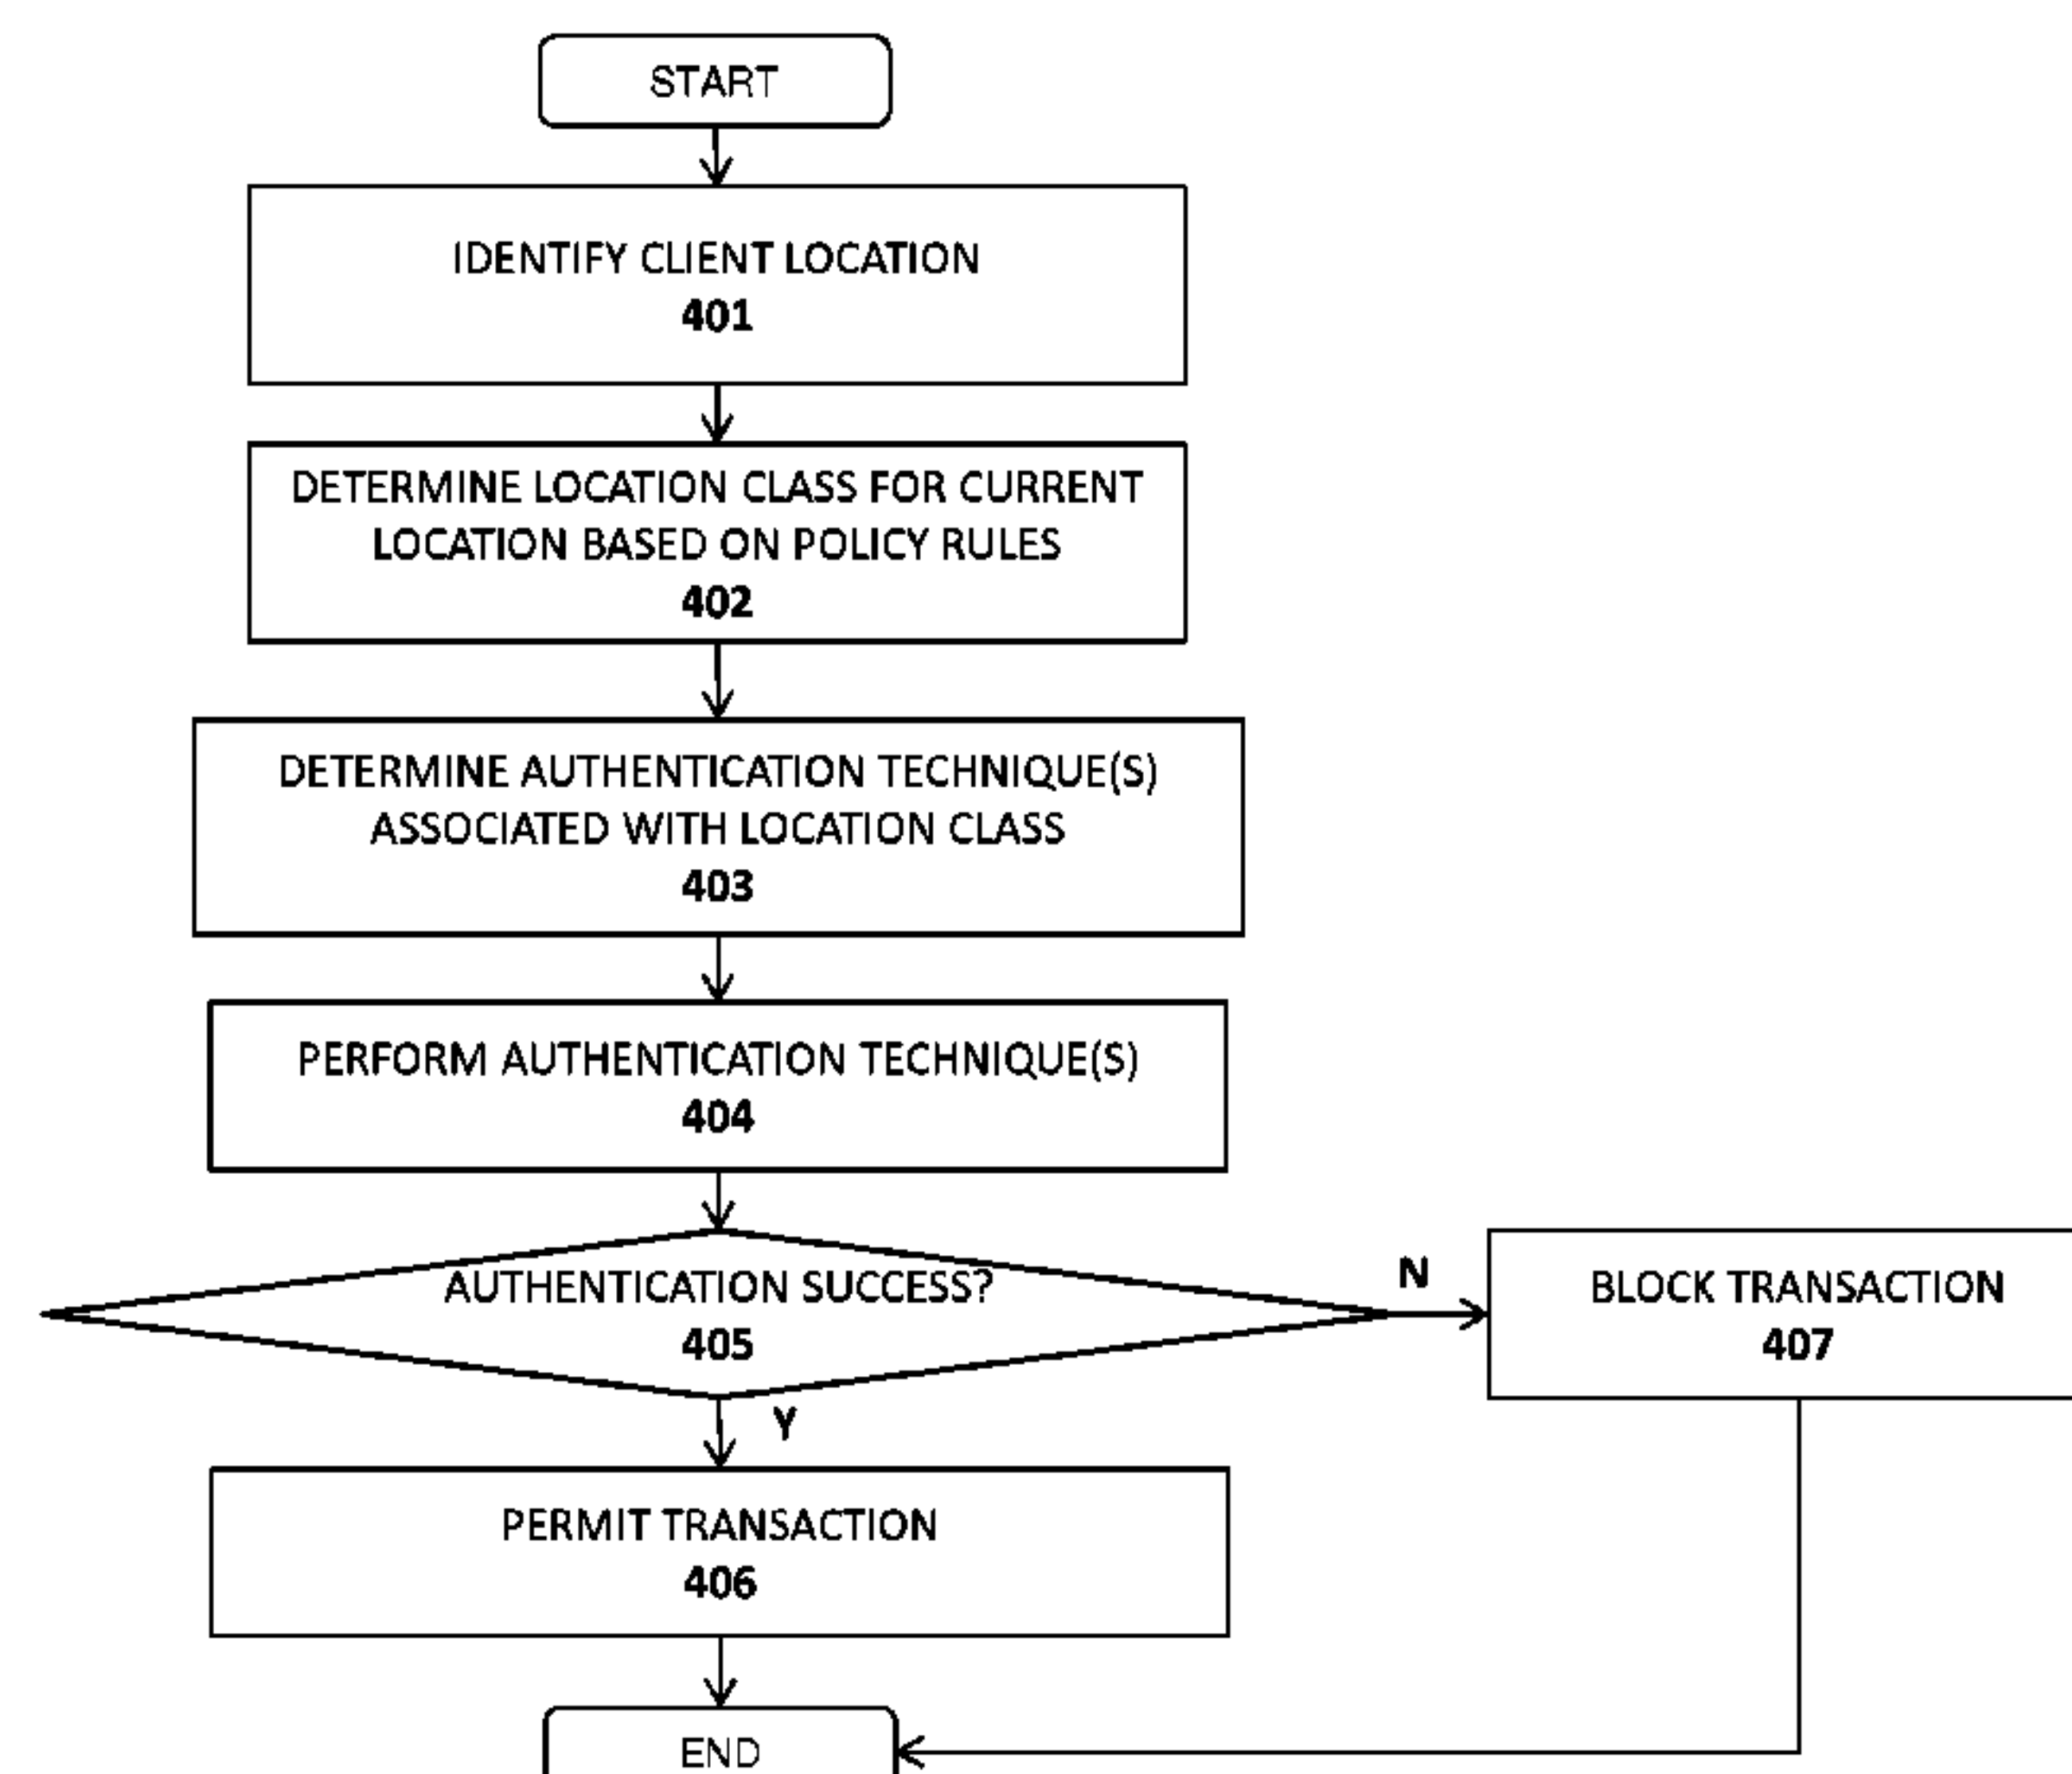 START
IDENTIFY CLIENT LOCATION
401
DETERMINE LOCATION CLASS FOR CURRENT
LOCATION BASED ON POLICY RULES
402
DETERMINE AUTHENTICATION TECHNIQUE(S)
ASSOCIATED WITH LOCATION CLASS
403
PERFORM AUTHENTICATION TECHNIQUE(S)
404
AUTHENTICATION SUCCESS?
405
N
BLOCK TRANSACTION
407
Y
PERMIT TRANSACTION
406
END